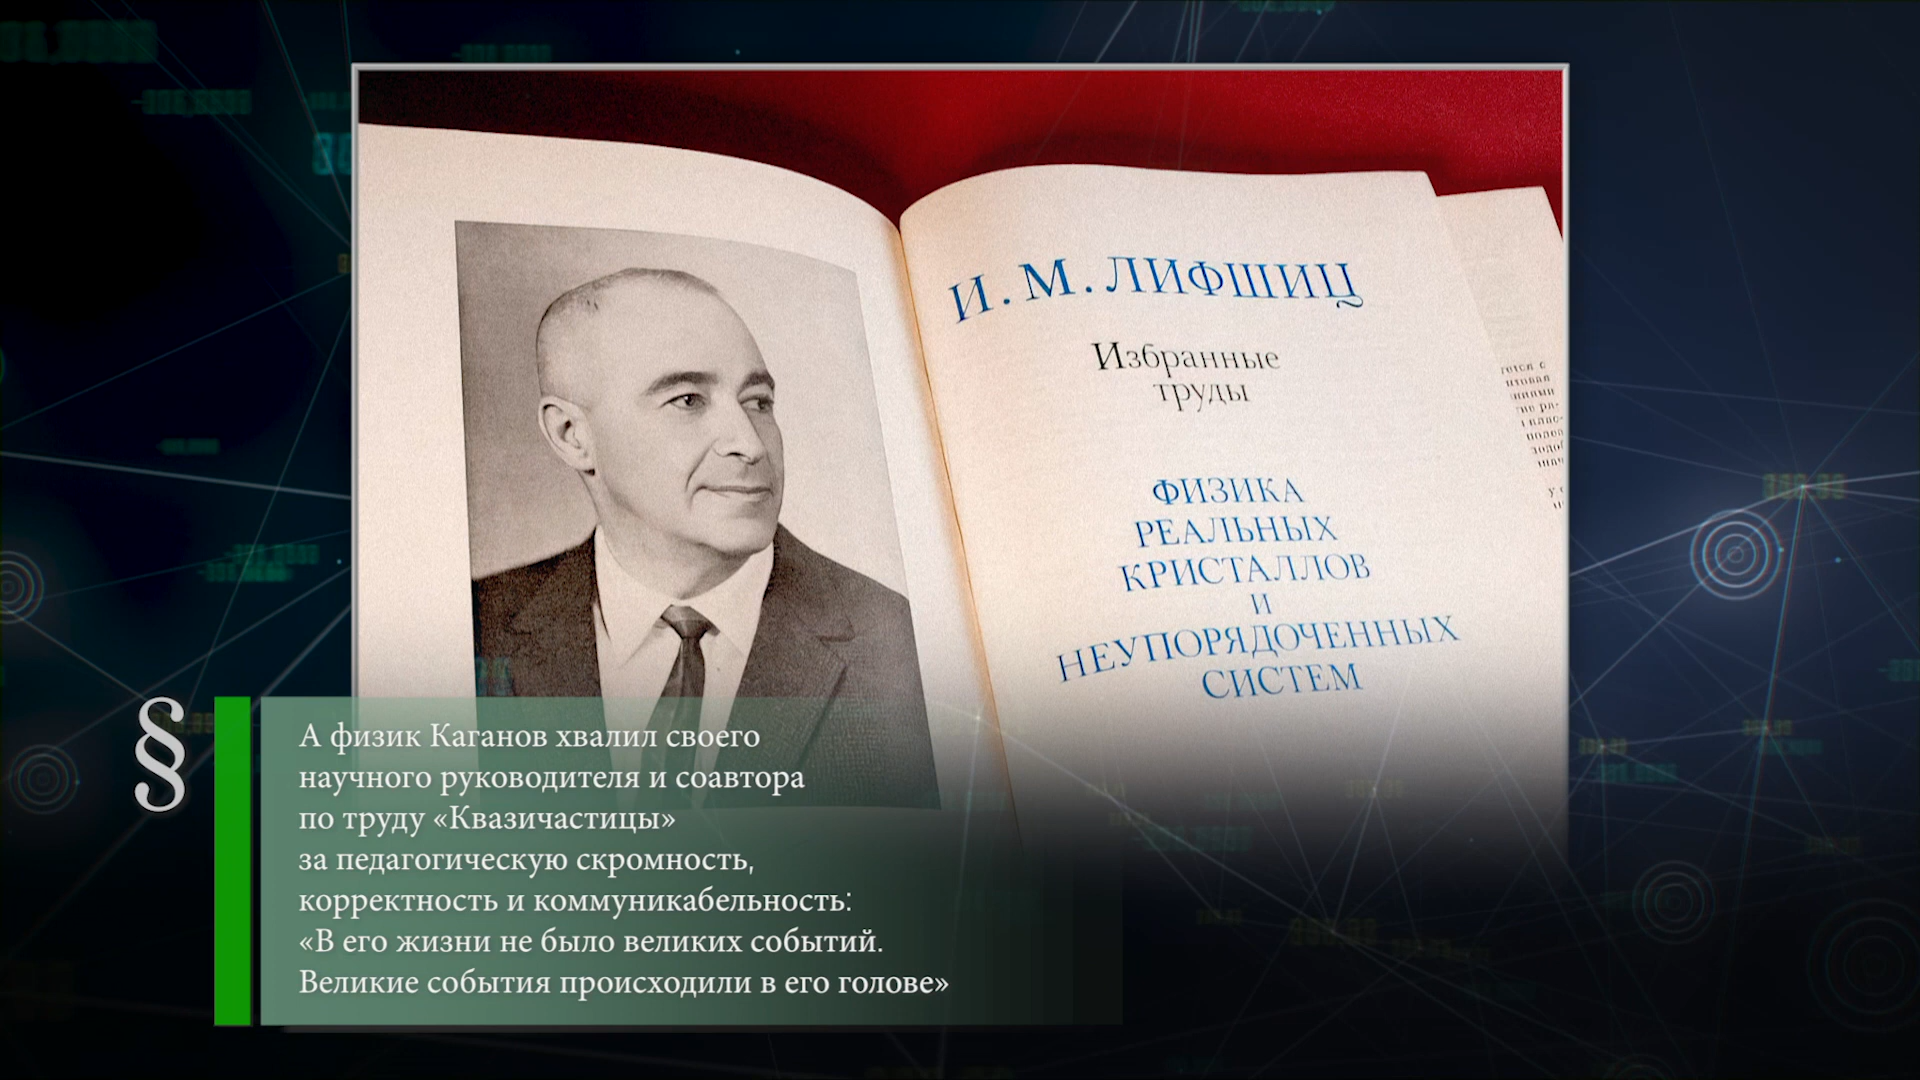 И. М. ЛИФШИЦ
Избранные
труды
ФИЗИКА
РЕАЛЬНЫХ
КРИСТАЛЛОВ
И
НЕУПОРЯДОЧЕННЫХ
СИСТЕМ
§
А физик Каганов хвалил своего
научного руководителя и соавтора
по труду «Квазичастицы»
за педагогическую скромность,
корректность и коммуникабельность:
«В его жизни не было великих событий.
Великие события происходили в его голове»